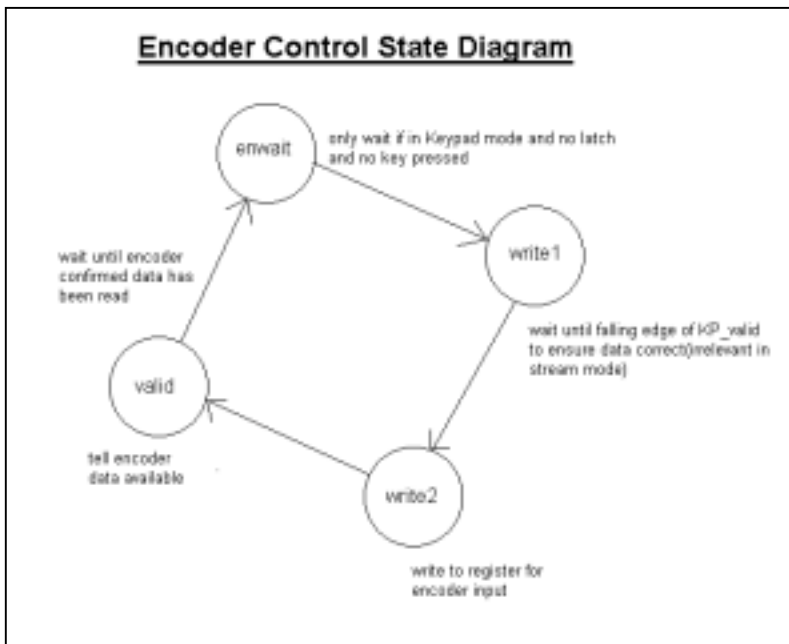 Encoder Control State Diagram
enwait
only wait if in Keypad mode and no latch
and no key pressed
write1
wait until encoder
confirmed data has
been read
wait until falling edge of KP_valid
to ensure data correct(irrelevant in
stream mode)
valid
tell encoder
data available
write2
write to register for
encoder input